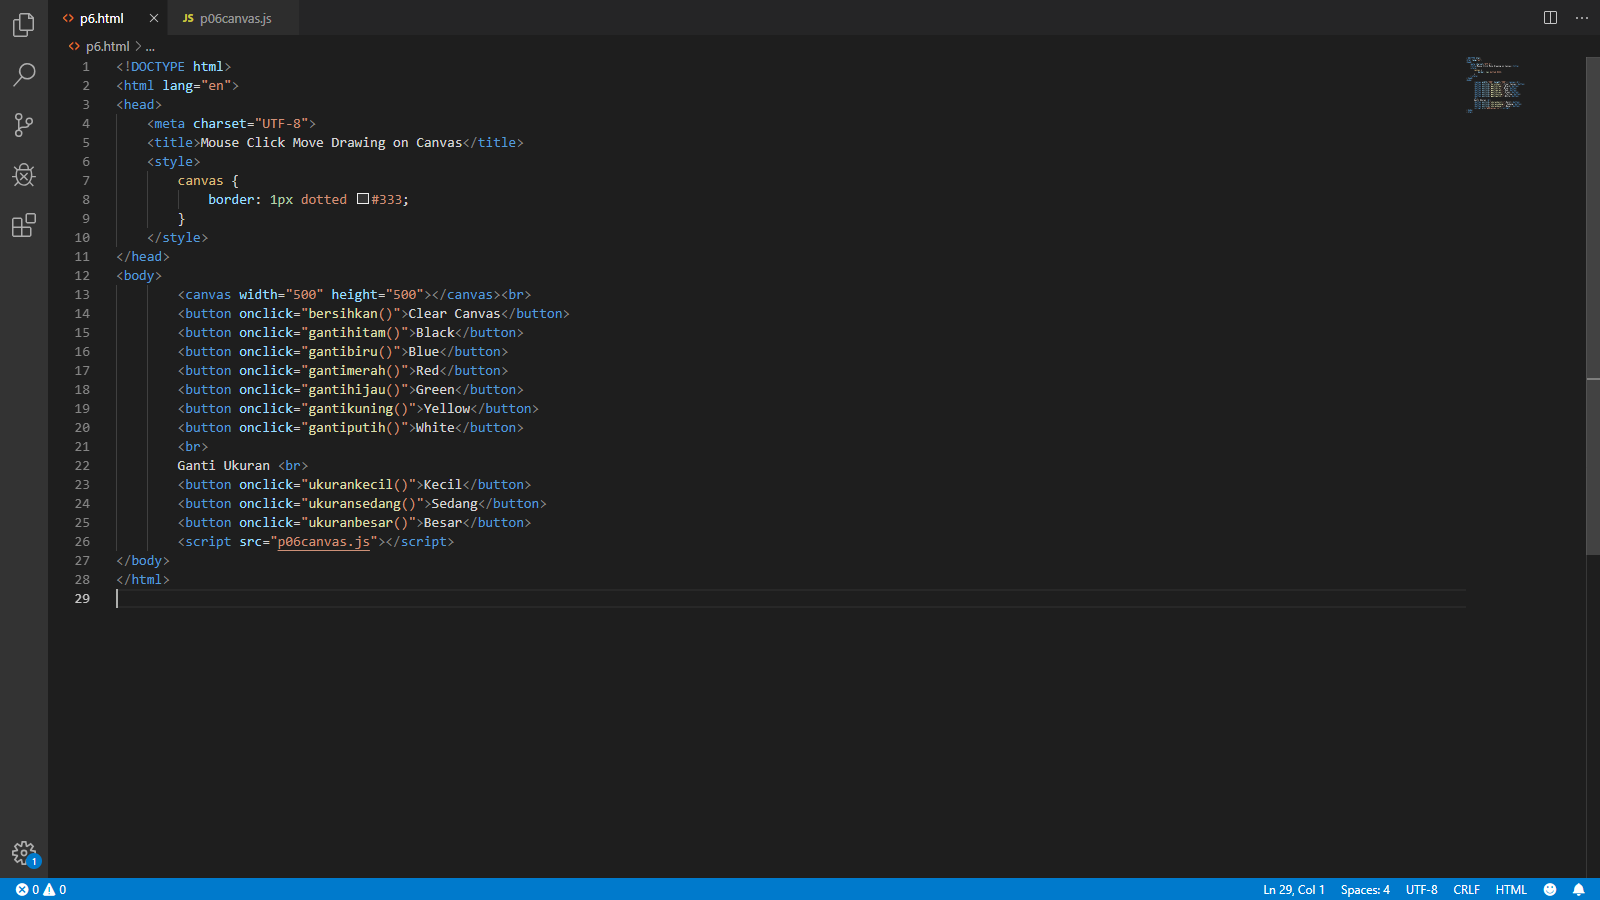 p6.html
JS p06canvas.js
p6.html > ...
1 <!DOCTYPE html>
2 <html lang="en">
3 <head>
4 <meta charset="UTF-8">
5 <title>Mouse Click Move Drawing on Canvas</title>
6 <style>
7 canvas {
8 border: 1px dotted #333;
9 }
10 </style>
11 </head>
12 <body>
13 <canvas width="500" height="500"></canvas><br>
14 <button onclick="bersihkan()">Clear Canvas</button>
15 <button onclick="gantihitam()">Black</button>
16 <button onclick="gantibiru()">Blue</button>
17 <button onclick="gantimerah()">Red</button>
18 <button onclick="gantihijau()">Green</button>
19 <button onclick="gantikuning()">Yellow</button>
20 <button onclick="gantiputih()">White</button>
21 <br>
22 Ganti Ukuran <br>
23 <button onclick="ukurankecil()">Kecil</button>
24 <button onclick="ukuransedang()">Sedang</button>
25 <button onclick="ukuranbesar()">Besar</button>
26 <script src="p06canvas.js"></script>
27 </body>
28 </html>
29
1
0 0 Ln 29, Col 1 Spaces: 4 UTF-8 CRLF HTML